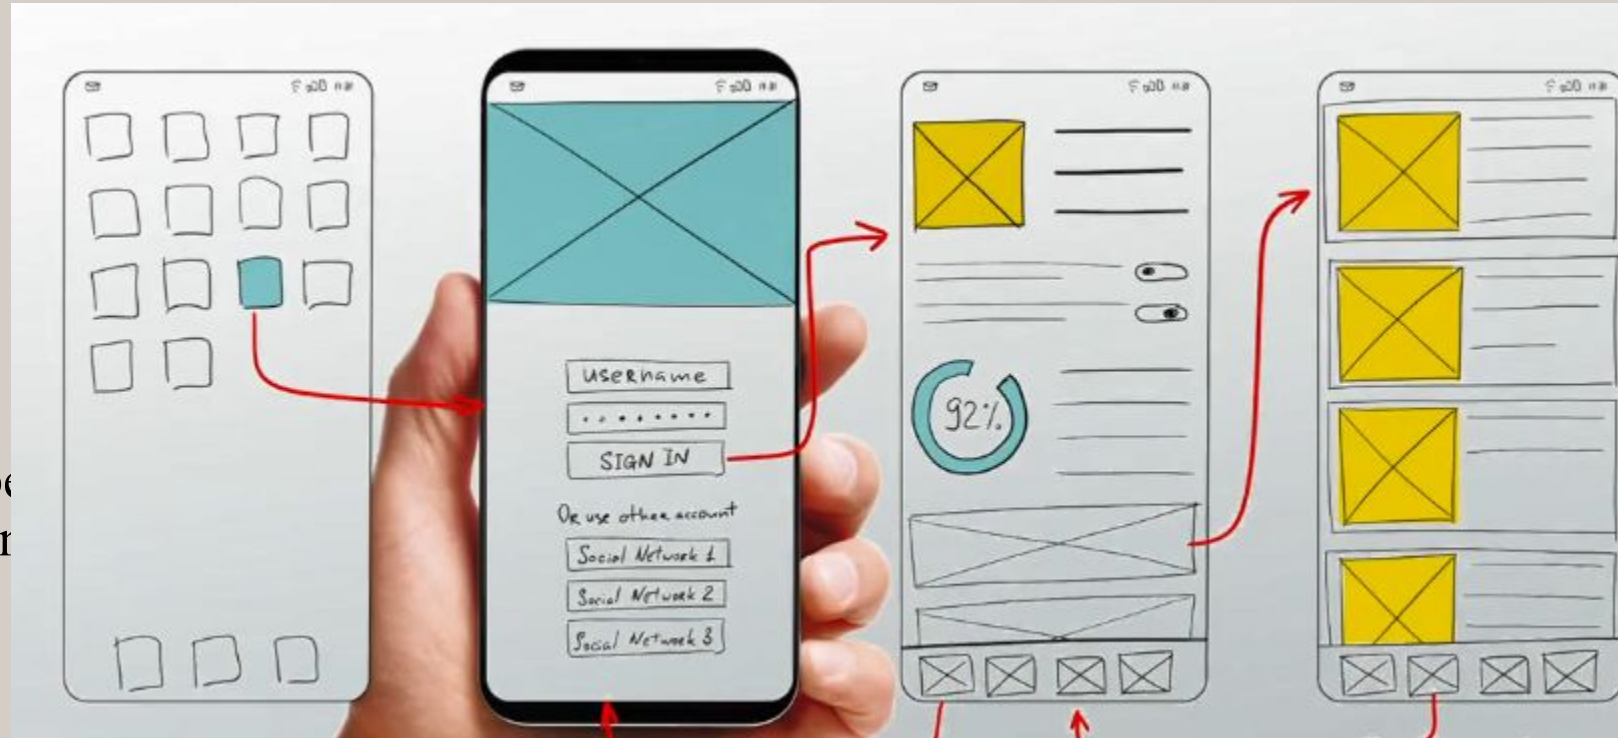 username
SIGN IN
Or use other account
Social Network 1
Social Network 2
Social Network 3
92%